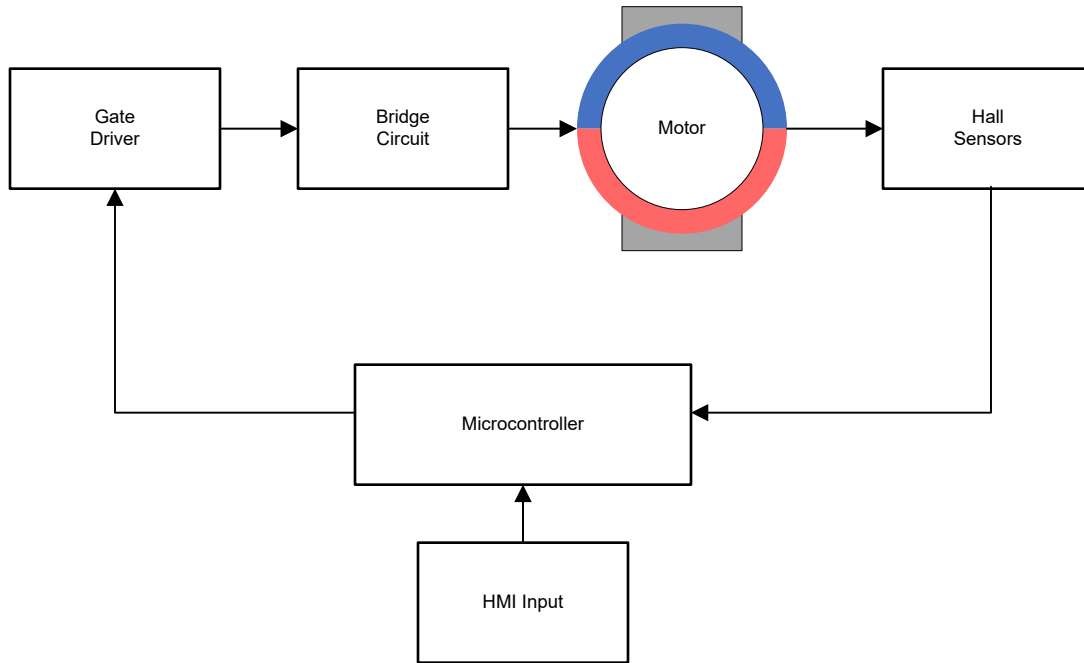 Gate
Driver
Bridge
Circuit
Motor
Hall
Sensors
Microcontroller
HMI Input